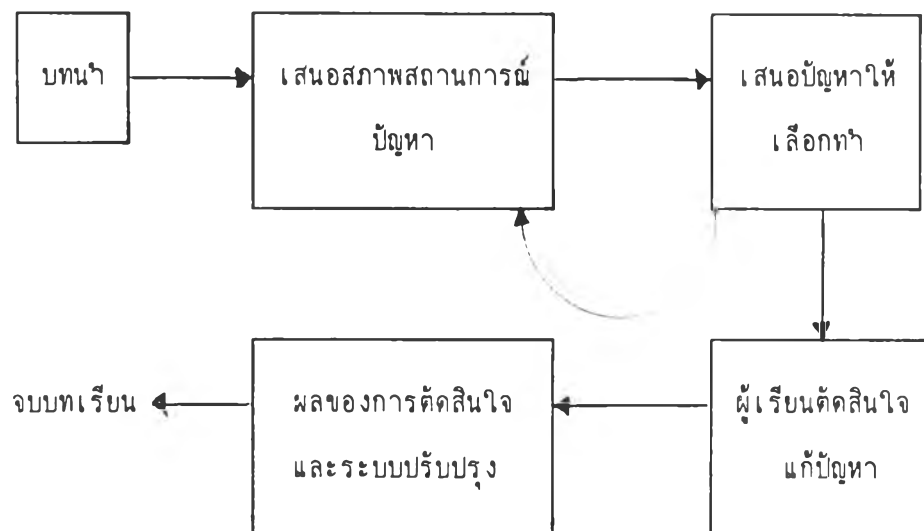 บทนำ
เสนอสภาพสถานการณ์
ปัญหา
เสนอปัญหาให้
เลือกทำ
ผู้เรียนตัดสินใจ
แก้ปัญหา
ผลของการตัดสินใจ
และระบบปรับปรุง
จบบทเรียน